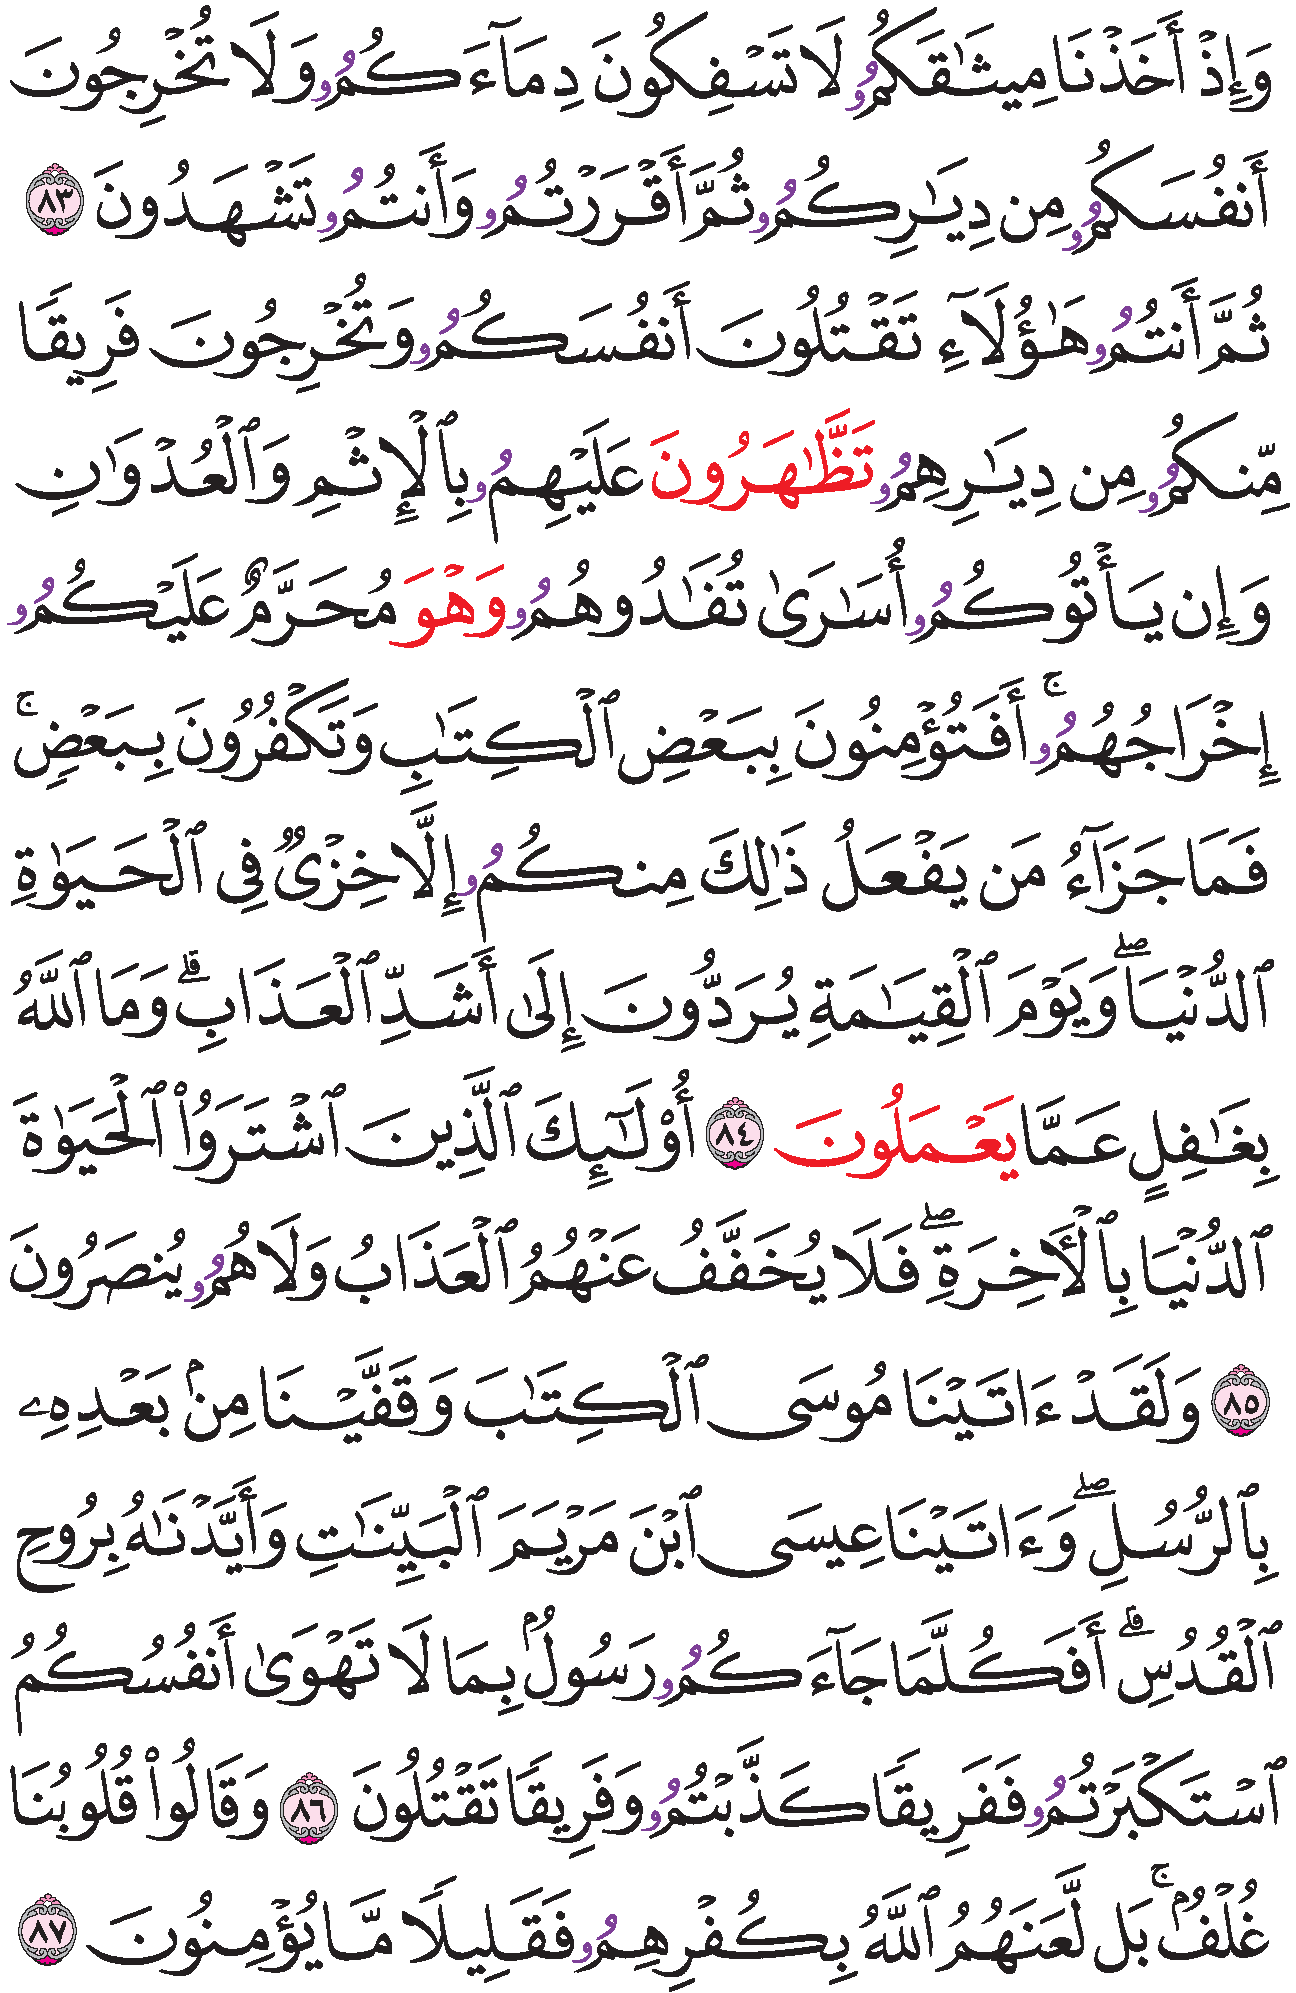 وَإِذۡ أَخَذۡنَا مِيثَٰقَكُمُۥ لَا تَسۡفِكُونَ دِمَآءَكُمُۥ وَلَا تُخۡرِجُونَ
أَنفُسَكُمُۥ مِن دِيَٰرِكُمُۥ ثُمَّ أَقۡرَرۡتُمُۥ وَأَنتُمُۥ تَشۡهَدُونَ ٨٣
ثُمَّ أَنتُمُۥ هَٰؤُلَآءِ تَقۡتُلُونَ أَنفُسَكُمُۥ وَتُخۡرِجُونَ فَرِيقًا
مِّنكُمُۥ مِن دِيَٰرِهِمُۥ تَظَّٰهَرُونَ عَلَيۡهِمُۥ بِٱلۡإِثۡمِ وَٱلۡعُدۡوَٰنِ
وَإِن يَأۡتُوكُمُۥ أُسَٰرَىٰ تُفَٰدُوهُمُۥ وَهۡوَ مُحَرَّمٌ عَلَيۡكُمُۥ
إِخۡرَاجُهُمُۥۚ أَفَتُؤۡمِنُونَ بِبَعۡضِ ٱلۡكِتَٰبِ وَتَكۡفُرُونَ بِبَعۡضٖۚ
فَمَا جَزَآءُ مَن يَفۡعَلُ ذَٰلِكَ مِنكُمُۥ إِلَّا خِزۡيٞ فِي ٱلۡحَيَوٰةِ
ٱلدُّنۡيَاۖ وَيَوۡمَ ٱلۡقِيَٰمَةِ يُرَدُّونَ إِلَىٰ أَشَدِّ ٱلۡعَذَابِۗ وَمَا ٱللَّهُ
بِغَٰفِلٍ عَمَّا يَعۡمَلُونَ ٨٤ أُوْلَٰٓئِكَ ٱلَّذِينَ ٱشۡتَرَوُاْ ٱلۡحَيَوٰةَ
ٱلدُّنۡيَا بِٱلۡأَخِرَةِۖ فَلَا يُخَفَّفُ عَنۡهُمُ ٱلۡعَذَابُ وَلَا هُمُۥ يُنصَرُونَ
٨٥ وَلَقَدۡ ءَاتَيۡنَا مُوسَى ٱلۡكِتَٰبَ وَقَفَّيۡنَا مِنۢ بَعۡدِهِۦ
بِٱلرُّسُلِۖ وَءَاتَيۡنَا عِيسَى ٱبۡنَ مَرۡيَمَ ٱلۡبَيِّنَٰتِ وَأَيَّدۡنَٰهُ بِرُوحِ
ٱلۡقُدُسِۗ أَفَكُلَّمَا جَآءَكُمُۥ رَسُولُۢ بِمَا لَا تَهۡوَىٰ أَنفُسُكُمُ
ٱسۡتَكۡبَرۡتُمُۥ فَفَرِيقٗا كَذَّبۡتُمُۥ وَفَرِيقٗا تَقۡتُلُونَ ٨٦ وَقَالُواْ قُلُوبُنَا
غُلۡفُۢۚ بَل لَّعَنَهُمُ ٱللَّهُ بِكُفۡرِهِمُۥ فَقَلِيلٗا مَّا يُؤۡمِنُونَ ٨٧